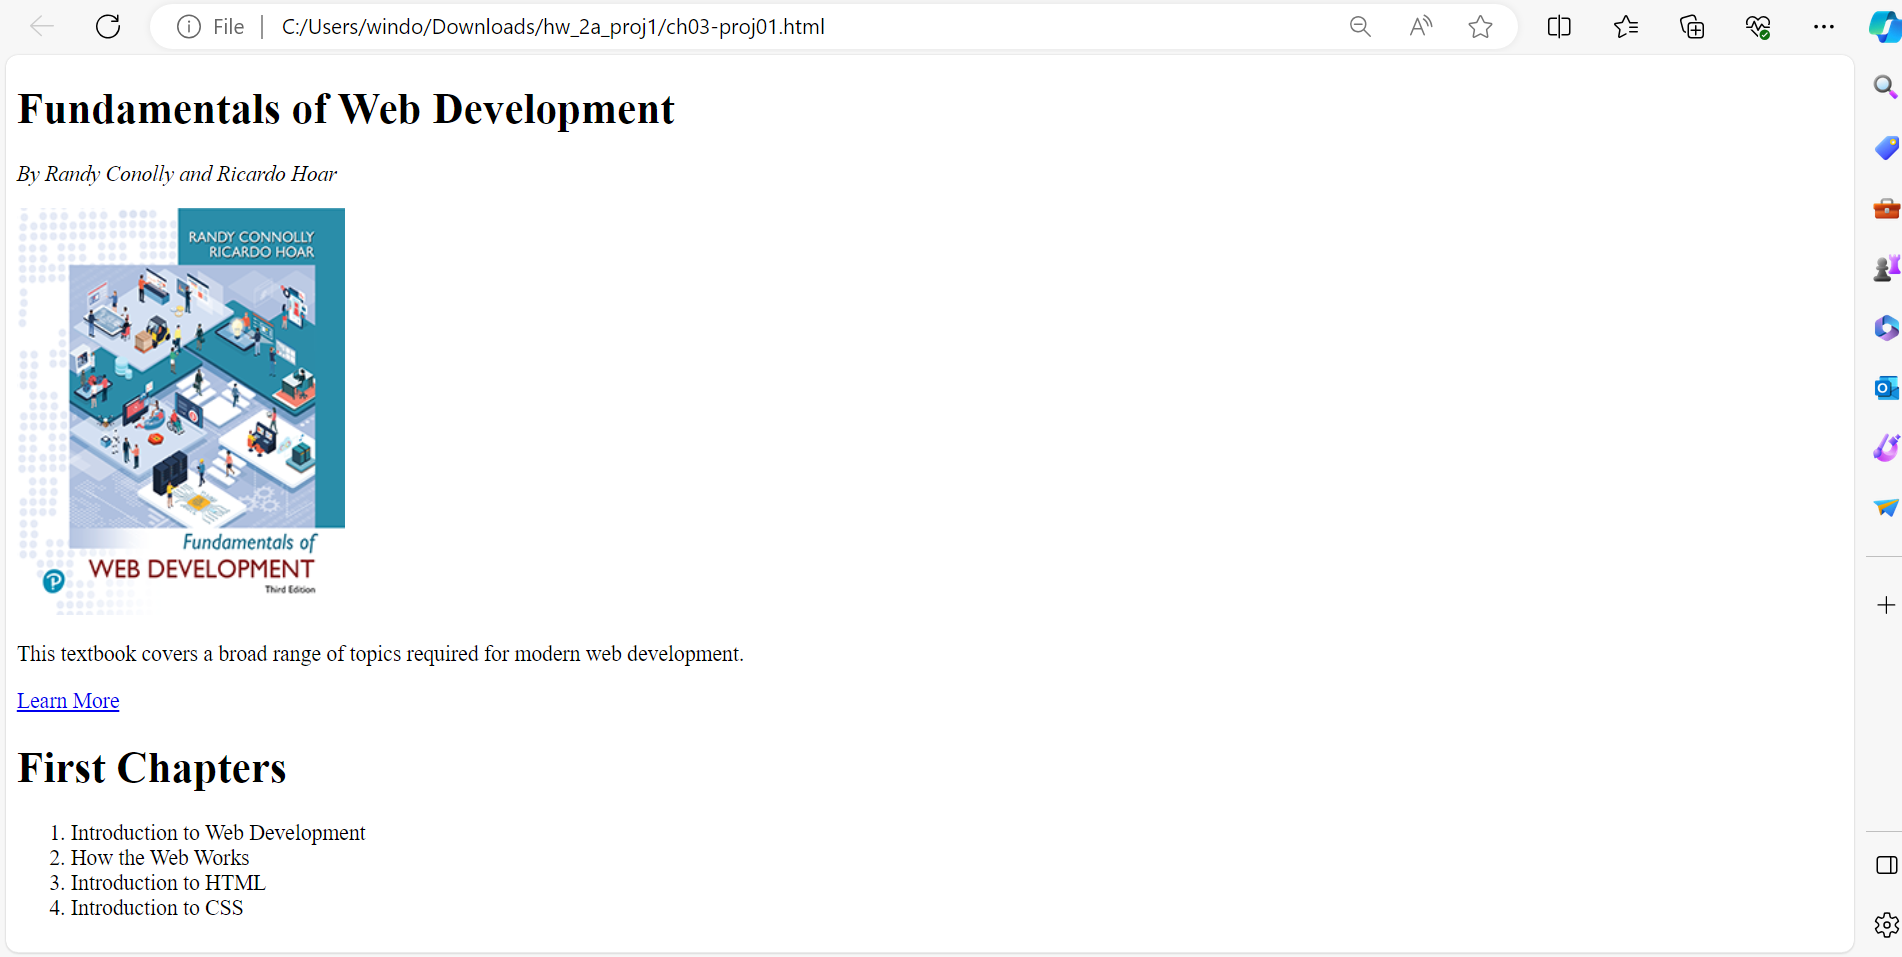 File
C:/Users/windo/Downloads/hw_2a_proj1/ch03-proj01.html
Fundamentals of Web Development
By Randy Conolly and Ricardo Hoar
RANDY CONNOLLY
RICARDO HOAR
Fundamentals of
WEB DEVELOPMENT
Third Edition
This textbook covers a broad range of topics required for modern web development.
Learn More
First Chapters
1. Introduction to Web Development
2. How the Web Works
3. Introduction to HTML
4. Introduction to CSS